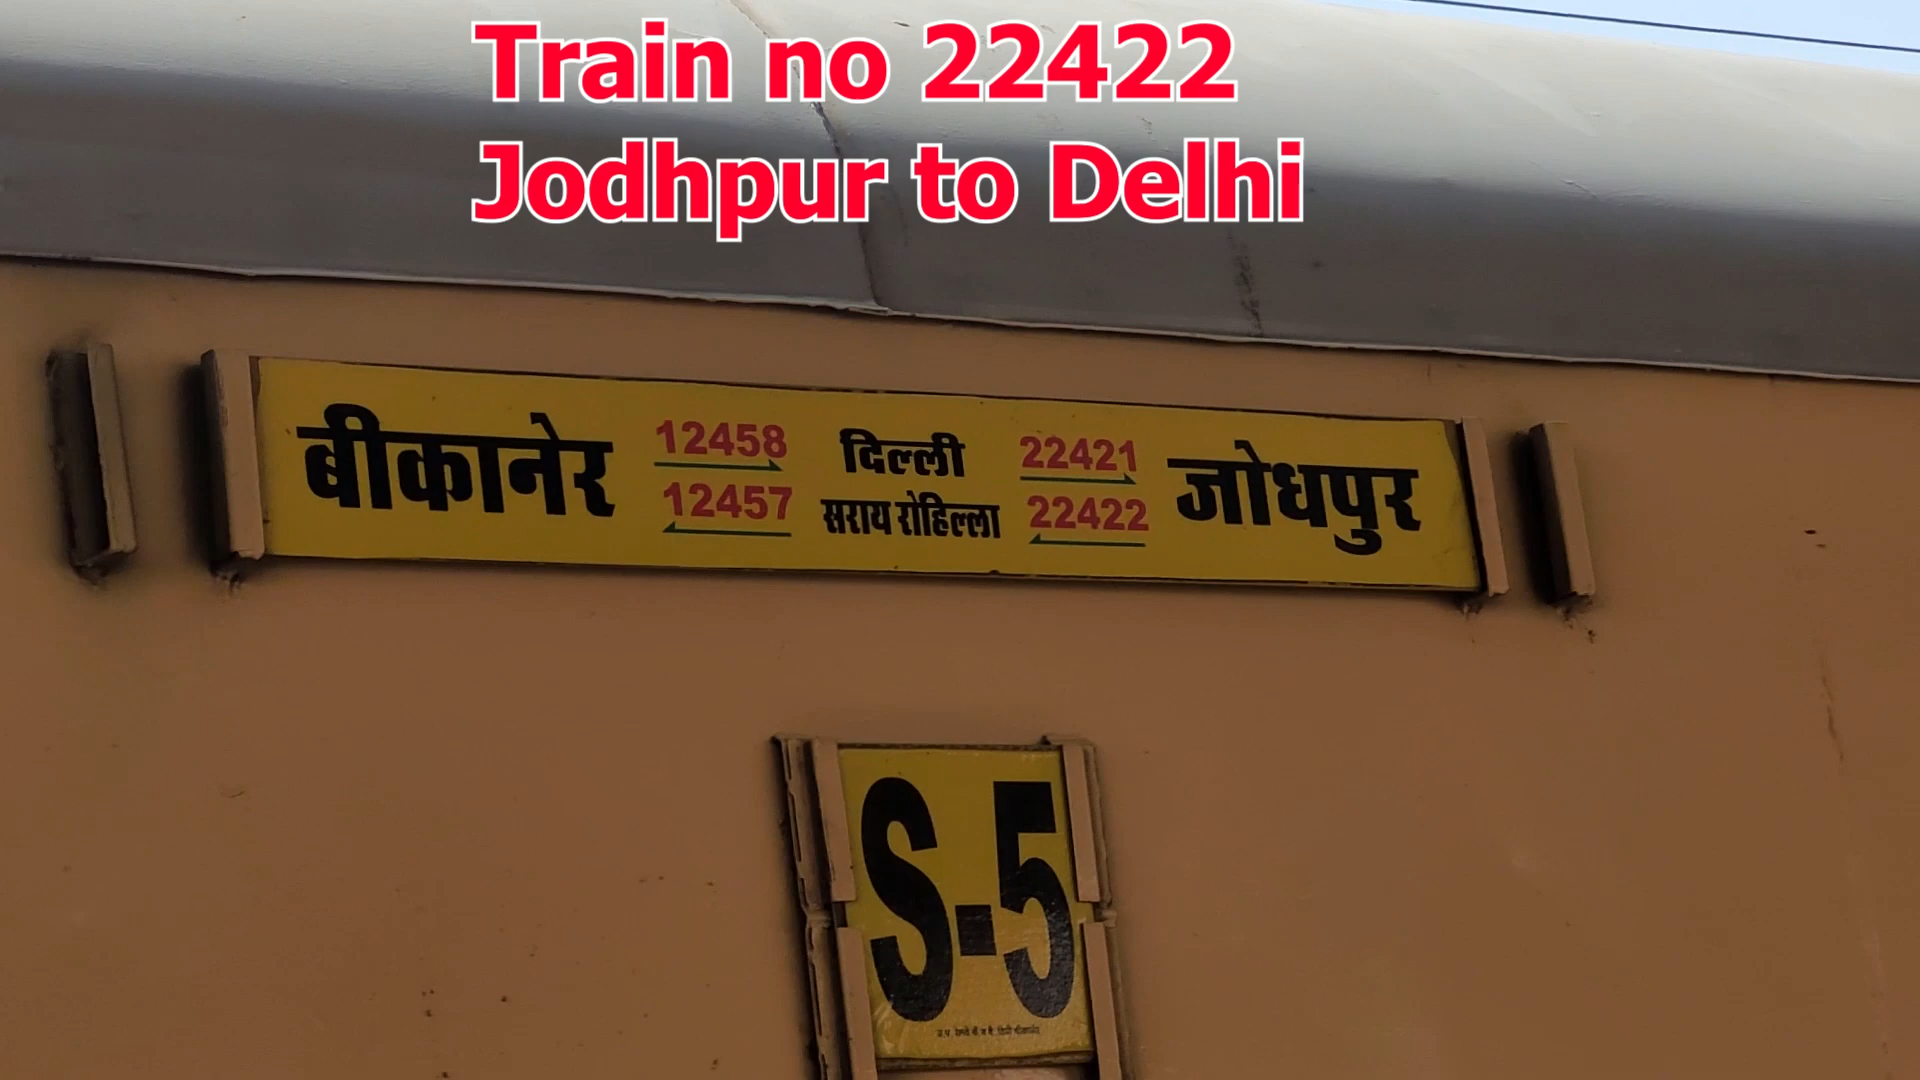 Train no 22422
Jodhpur to Delhi
बीकानेर 12458 दिल्ली 22421 जोधपुर
12457 सराय रोहिल्ला 22422
S-5